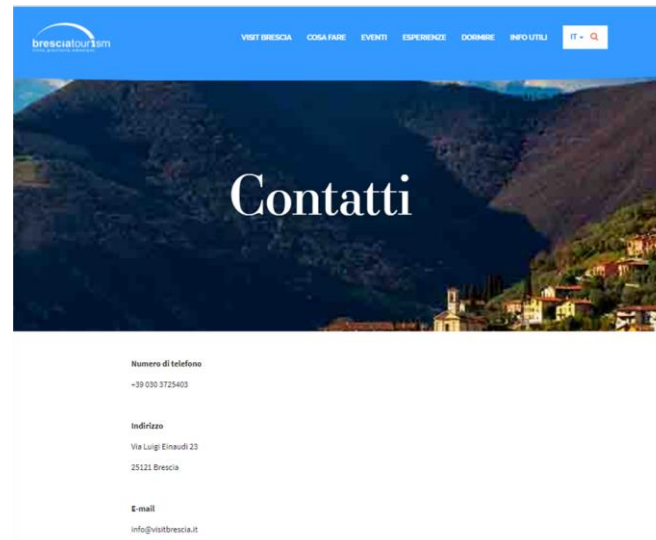 bresciatour1sm
VISIT BRESCIA COSA FARE EVENTI ESPERIENZE DORMIRE INFO UTILI IT
Contatti
Numero di telefono
+39 030 3725403
Indirizzo
Via Luigi Einaudi 23
25121 Brescia
E-mail
info@visitbrescia.it